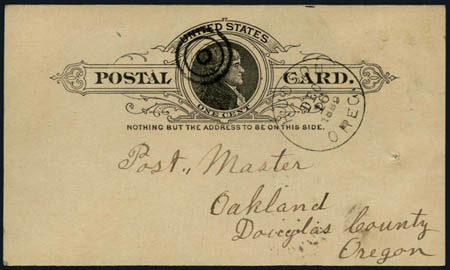 UNITED STATES
POSTAL CARD.
ONE CENT
NOTHING BUT THE ADDRESS TO BE ON THIS SIDE.
DEC
OREG
Post., Master
Oakland
Douglas County
Oregon